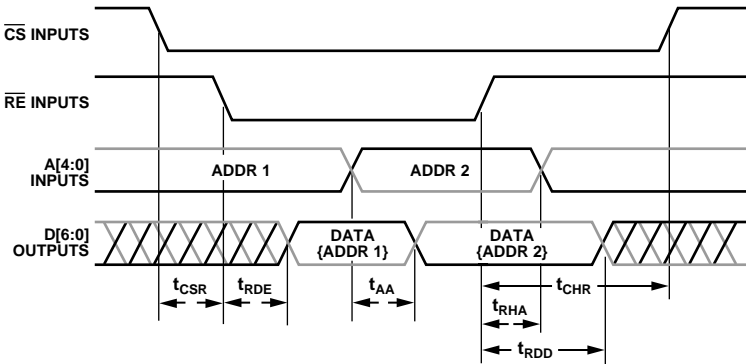 CS INPUTS
RE INPUTS
A[4:0]
INPUTS
ADDR 1
ADDR 2
D[6:0]
OUTPUTS
DATA
{ADDR 1}
DATA
{ADDR 2}
tCSR
tRDE
tAA
tCHR
tRHA
tRDD